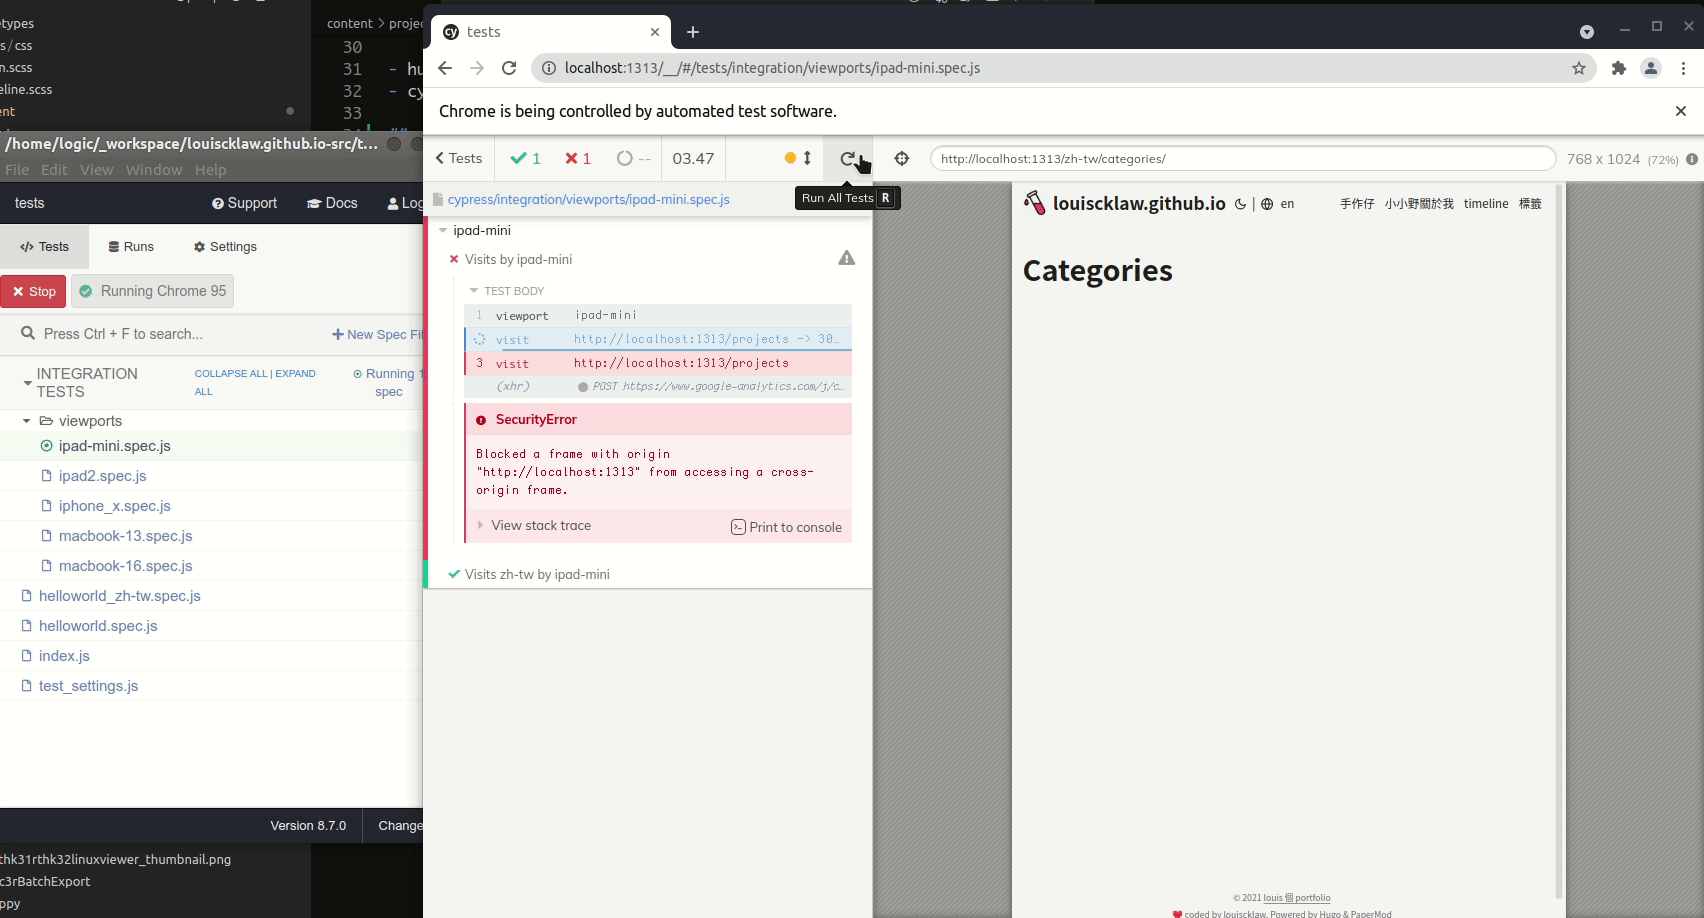 etypes
s/css
n.scss
eline.scss
ent
content > projec
30
31 - hu
32 - cy
33
/home/logic/_workspace/louiscklaw.github.io-src/t...
File Edit View Window Help
tests
Support
Docs
Log
Tests
Runs
Settings
Stop
Running Chrome 95
Press Ctrl + F to search...
New Spec Fil
INTEGRATION TESTS
COLLAPSE ALL | EXPAND ALL
Running 1 spec
viewports
ipad-mini.spec.js
ipad2.spec.js
iphone_x.spec.js
macbook-13.spec.js
macbook-16.spec.js
helloworld_zh-tw.spec.js
helloworld.spec.js
index.js
test_settings.js
Version 8.7.0
Change
thk31rthk32linuxviewer_thumbnail.png
c3rBatchExport
ppy
cy tests
localhost:1313/__/#/tests/integration/viewports/ipad-mini.spec.js
Chrome is being controlled by automated test software.
Tests
1
1
--
03.47
http://localhost:1313/zh-tw/categories/
768 x 1024 (72%)
cypress/integration/viewports/ipad-mini.spec.js
Run All Tests R
ipad-mini
Visits by ipad-mini
TEST BODY
1 viewport ipad-mini
visit http://localhost:1313/projects -> 30…
3 visit http://localhost:1313/projects
(xhr) POST https://www.google-analytics.com/j/c…
SecurityError
Blocked a frame with origin
"http://localhost:1313" from accessing a cross-
origin frame.
View stack trace
Print to console
Visits zh-tw by ipad-mini
louiscklaw.github.io | en
手作仔 小小野關於我 timeline 標籤
Categories
© 2021 louis 個 portfolio
coded by louiscklaw. Powered by Hugo & PaperMod